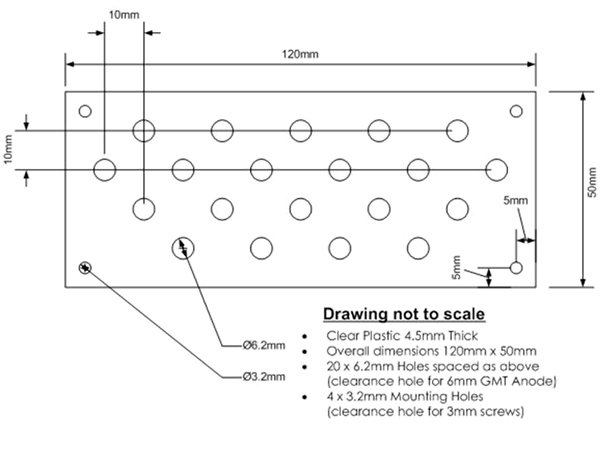 10mm
120mm
10mm
50mm
5mm
5mm
Ø6.2mm
Ø3.2mm
Drawing not to scale
• Clear Plastic 4.5mm Thick
• Overall dimensions 120mm x 50mm
• 20 x 6.2mm Holes spaced as above
(clearance hole for 6mm GMT Anode)
• 4 x 3.2mm Mounting Holes
(clearance hole for 3mm screws)